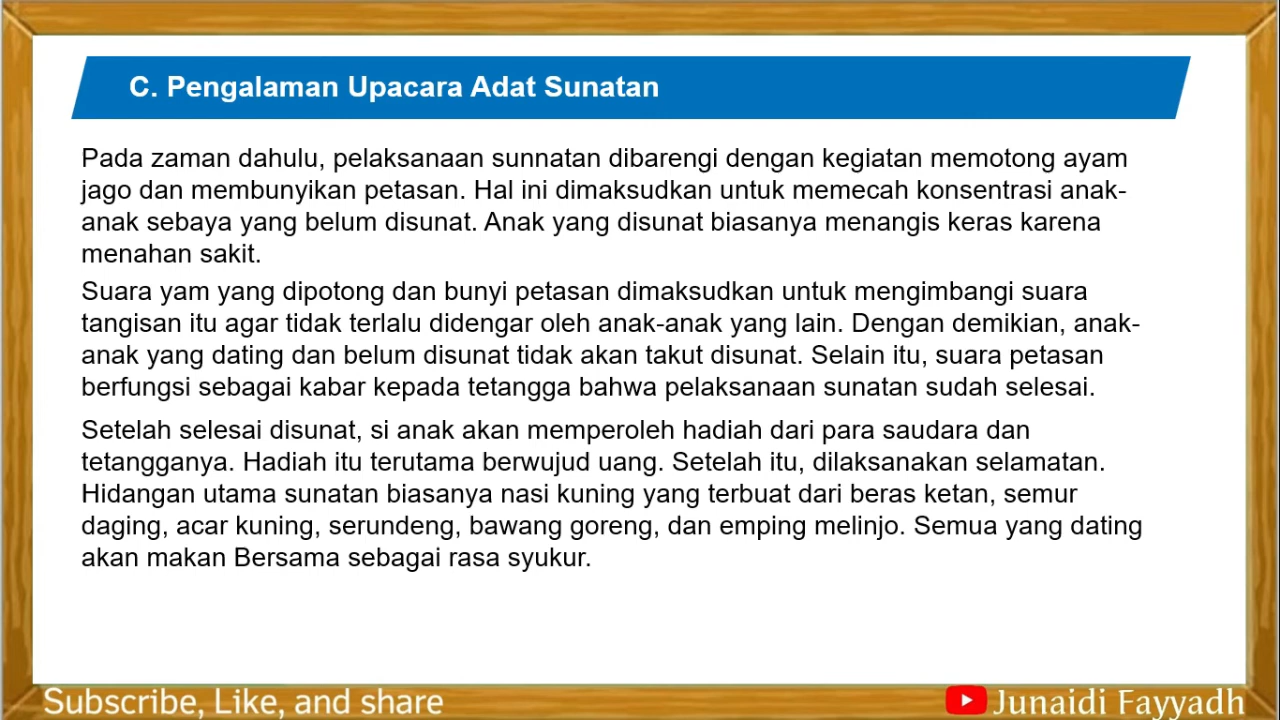 C. Pengalaman Upacara Adat Sunatan
Pada zaman dahulu, pelaksanaan sunnatan dibarengi dengan kegiatan memotong ayam
jago dan membunyikan petasan. Hal ini dimaksudkan untuk memecah konsentrasi anak-
anak sebaya yang belum disunat. Anak yang disunat biasanya menangis keras karena
menahan sakit.
Suara yam yang dipotong dan bunyi petasan dimaksudkan untuk mengimbangi suara
tangisan itu agar tidak terlalu didengar oleh anak-anak yang lain. Dengan demikian, anak-
anak yang dating dan belum disunat tidak akan takut disunat. Selain itu, suara petasan
berfungsi sebagai kabar kepada tetangga bahwa pelaksanaan sunatan sudah selesai.
Setelah selesai disunat, si anak akan memperoleh hadiah dari para saudara dan
tetangganya. Hadiah itu terutama berwujud uang. Setelah itu, dilaksanakan selamatan.
Hidangan utama sunatan biasanya nasi kuning yang terbuat dari beras ketan, semur
daging, acar kuning, serundeng, bawang goreng, dan emping melinjo. Semua yang dating
akan makan Bersama sebagai rasa syukur.
Subscribe, Like, and share
Junaidi Fayyadh